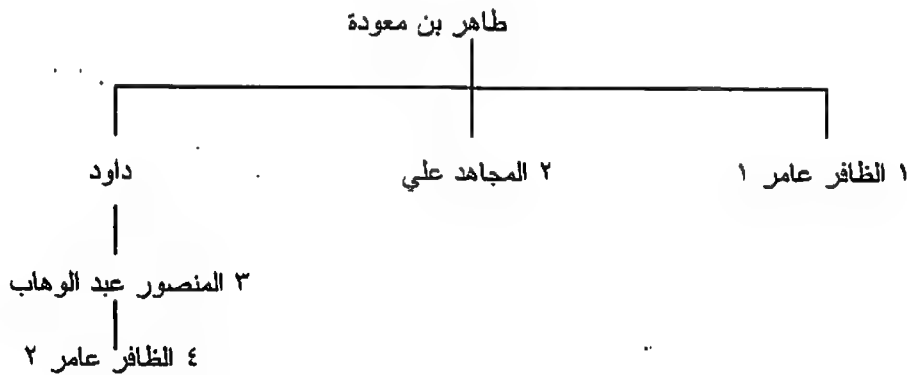 طاهر بن معودة
١ الظافر عامر ١
٢ المجاهد علي
داود
٣ المنصور عبد الوهاب
٤ الظافر عامر ٢